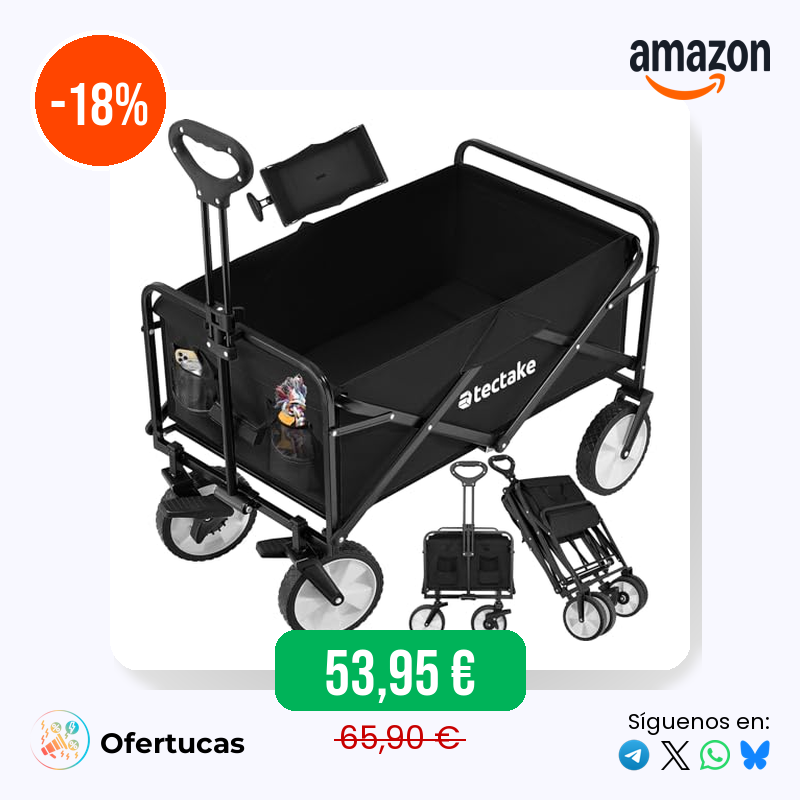 -18%
amazon
tectake
53,95 €
65,90 €
Ofertucas
Síguenos en: